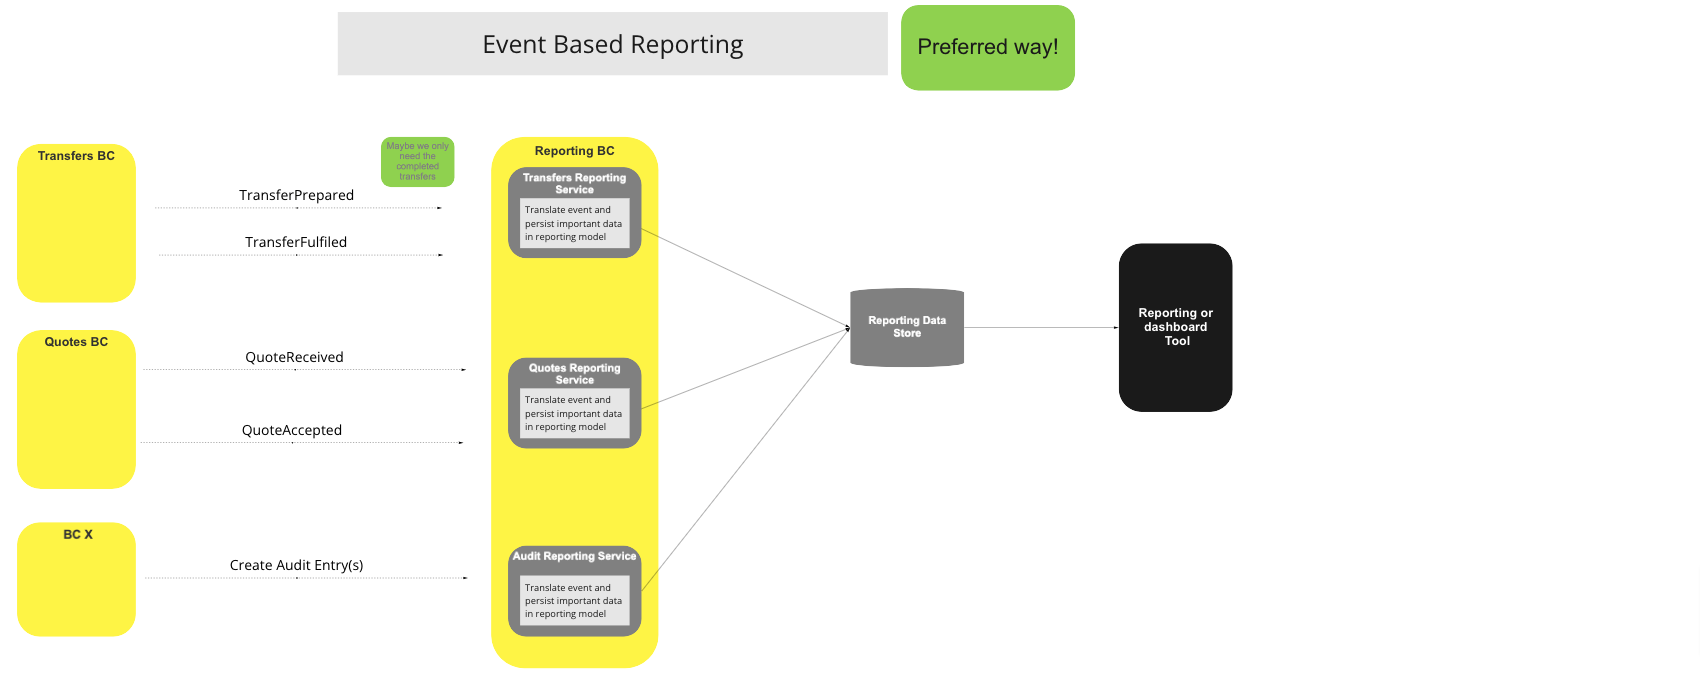 Event Based Reporting
Preferred way!
Transfers BC
TransferPrepared
TransferFulfiled
Maybe we only
need the
completed
transfers
Reporting BC
Transfers Reporting
Service
Translate event and
persist important data
in reporting model
Quotes BC
QuoteReceived
QuoteAccepted
Quotes Reporting
Service
Translate event and
persist important data
in reporting model
BC X
Create Audit Entry(s)
Audit Reporting Service
Translate event and
persist important data
in reporting model
Reporting Data
Store
Reporting or
dashboard
Tool